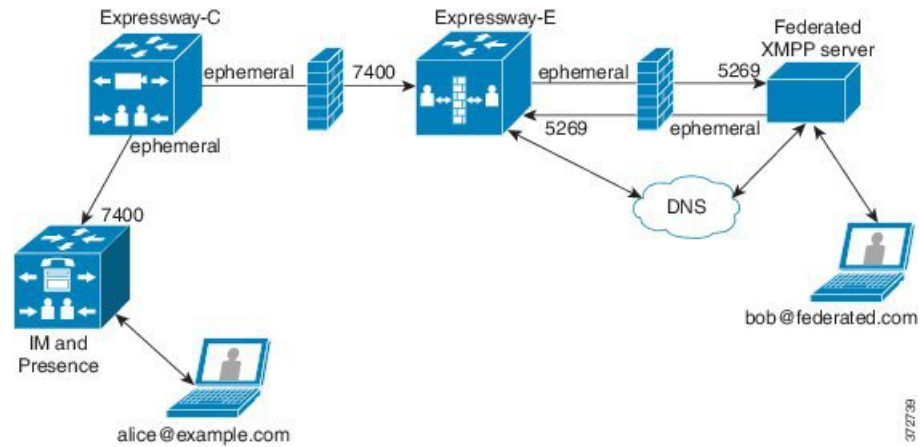 Expressway-C
Expressway-E
Federated
XMPP server
ephemeral
7400
ephemeral
5269
5269
ephemeral
ephemeral
7400
DNS
IM and
Presence
bob@federated.com
alice@example.com
372739